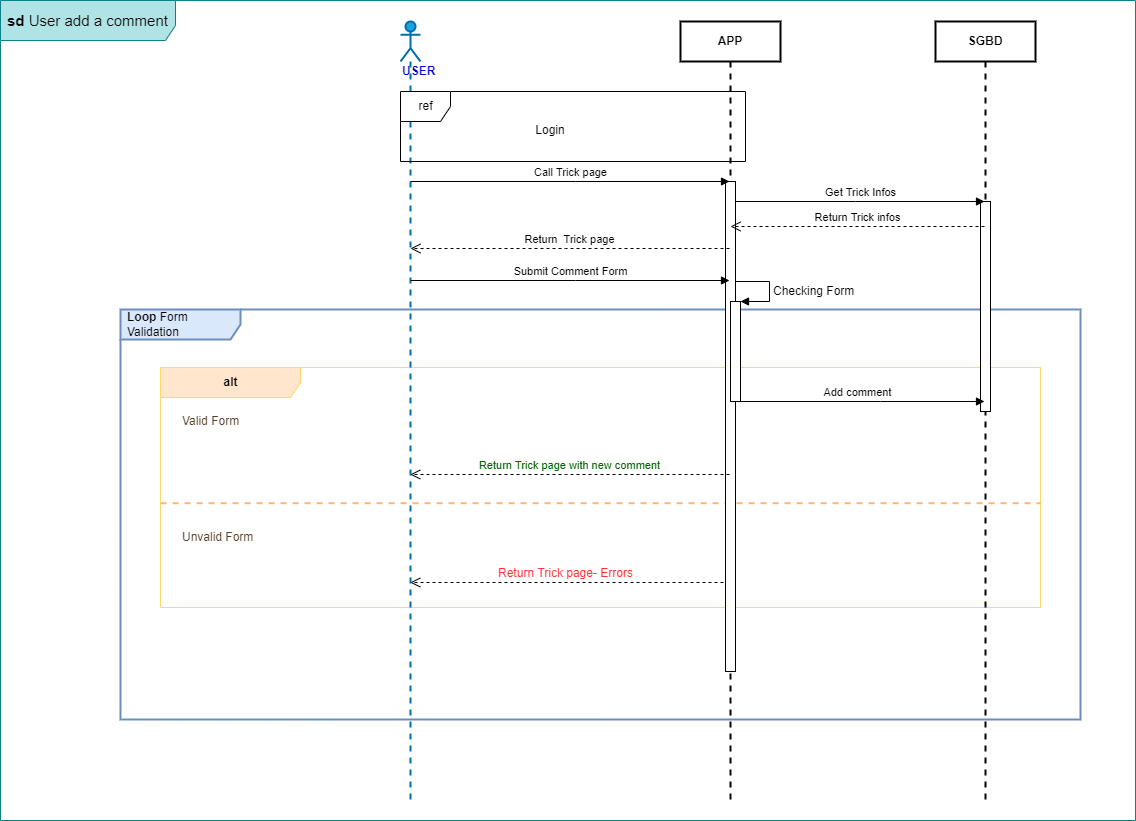 sd User add a comment
USER
APP
SGBD
ref
Login
Call Trick page
Get Trick Infos
Return Trick infos
Return  Trick page
Submit Comment Form
Checking Form
Loop Form
Validation
alt
Add comment
Valid Form
Return Trick page with new comment
Unvalid Form
Return Trick page- Errors